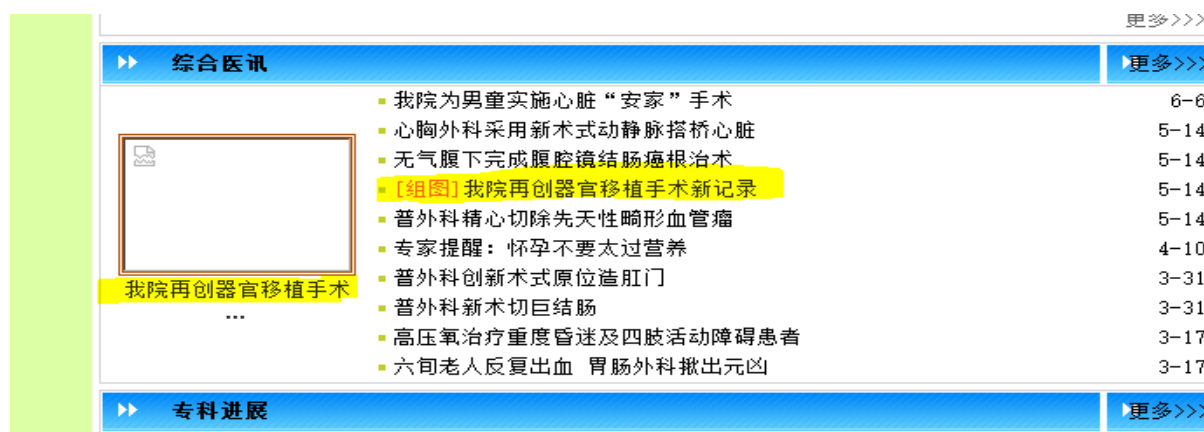 更多>>>
综合医讯 更多>>>
我院为男童实施心脏“安家”手术 6-6
心胸外科采用新术式动静脉搭桥心脏 5-14
无气腹下完成腹腔镜结肠癌根治术 5-14
[组图]我院再创器官移植手术新记录 5-14
普外科精心切除先天性畸形血管瘤 5-14
专家提醒：怀孕不要太过营养 4-10
普外科创新术式原位造肛门 3-31
普外科新术切巨结肠 3-31
高压氧治疗重度昏迷及四肢活动障碍患者 3-17
六旬老人反复出血 胃肠外科揪出元凶 3-17
我院再创器官移植手术
...
专科进展 更多>>>